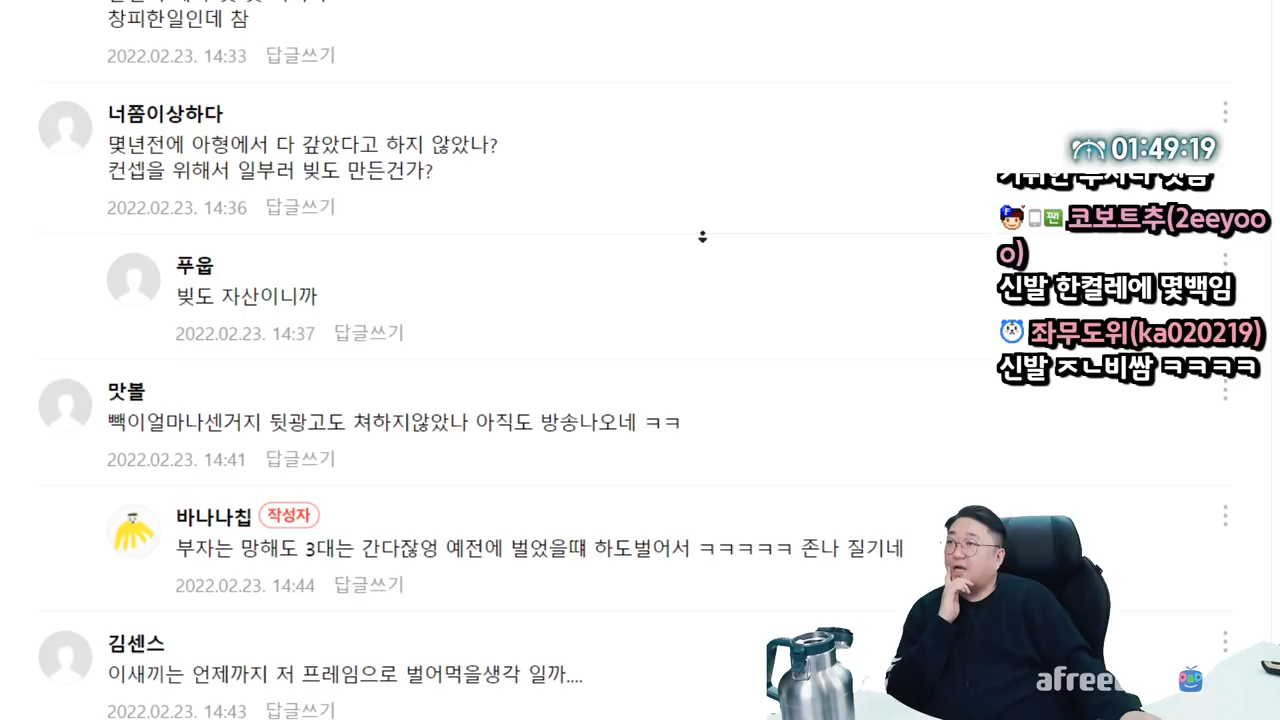 창피한일인데 참
2022.02.23. 14:33 답글쓰기
너쫌이상하다
몇년전에 아형에서 다 갚았다고 하지 않았나?
컨셉을 위해서 일부러 빚도 만든건가?
2022.02.23. 14:36 답글쓰기
푸웁
빚도 자산이니까
2022.02.23. 14:37 답글쓰기
맛볼
빽이얼마나센거지 뒷광고도 쳐하지않았나 아직도 방송나오네 ㅋㅋ
2022.02.23. 14:41 답글쓰기
바나나칩 작성자
부자는 망해도 3대는 간다잖엉 예전에 벌었을떄 하도벌어서 ㅋㅋㅋㅋㅋ 존나 질기네
2022.02.23. 14:44 답글쓰기
김센스
이새끼는 언제까지 저 프레임으로 벌어먹을생각 일까....
2022.02.23. 14:43 답글쓰기
01:49:19
팬 코보트추(2eeyoo
o)
신발 한켤레에 몇백임
좌무도위(ka020219)
신발 ㅈㄴ비쌈 ㅋㅋㅋㅋ